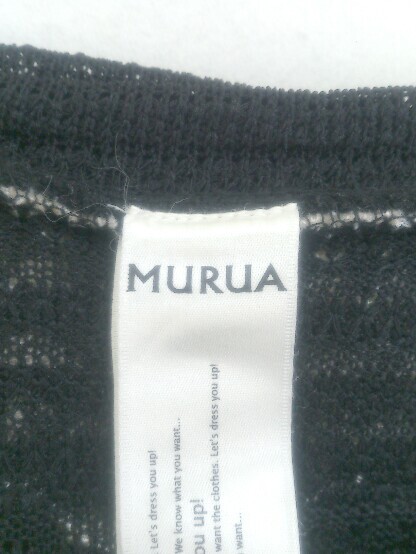 MURUA
Let's dress you up!
We know what you want...
ou up!
want the clothes. Let's dress you up!
want...